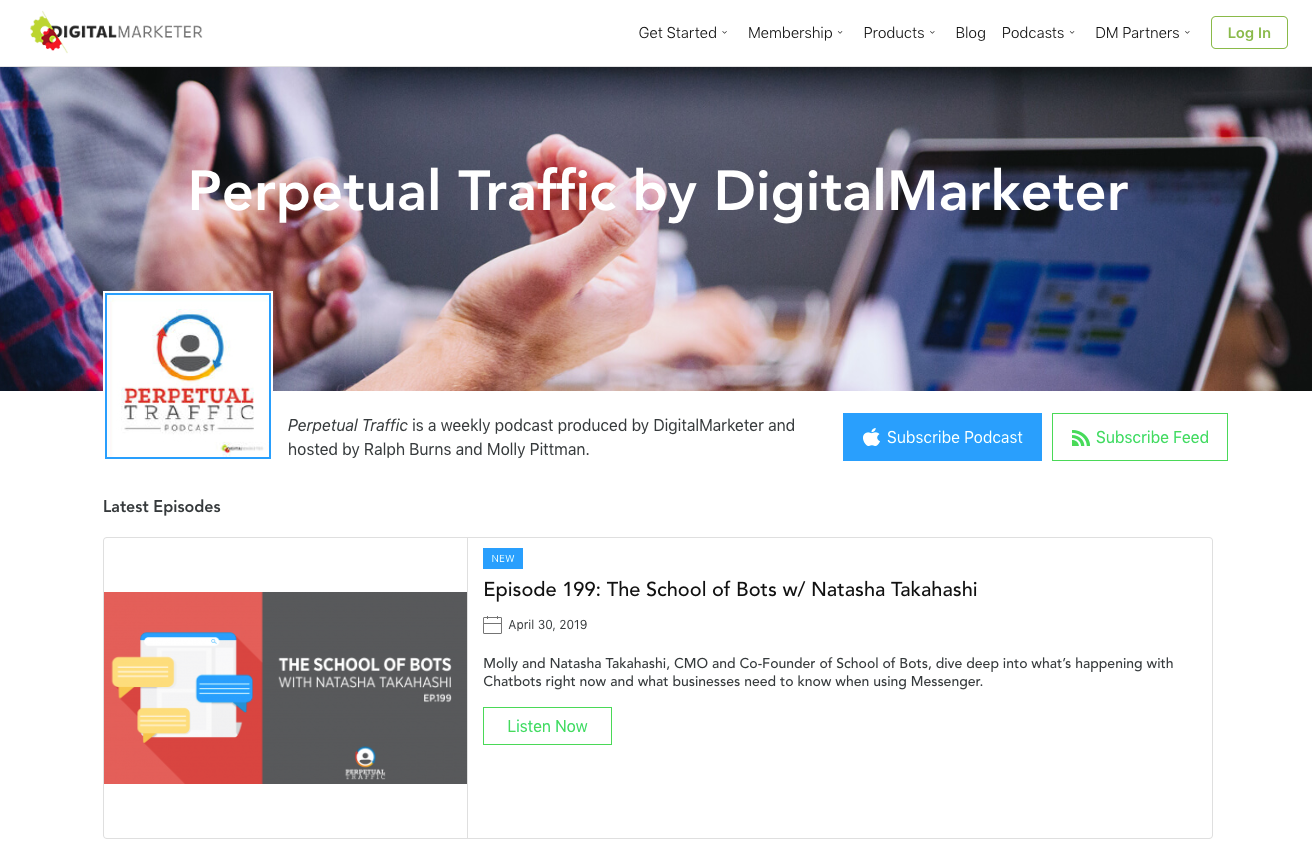 DIGITALMARKETER
Get Started
Membership
Products
Blog
Podcasts
DM Partners
Log In
Perpetual Traffic by DigitalMarketer
PERPETUAL
TRAFFIC
PODCAST
DIGITALMARKETER
Perpetual Traffic is a weekly podcast produced by DigitalMarketer and
hosted by Ralph Burns and Molly Pittman.
Subscribe Podcast
Subscribe Feed
Latest Episodes
THE SCHOOL OF BOTS
WITH NATASHA TAKAHASHI
EP.199
PERPETUAL
TRAFFIC
NEW
Episode 199: The School of Bots w/ Natasha Takahashi
April 30, 2019
Molly and Natasha Takahashi, CMO and Co-Founder of School of Bots, dive deep into what’s happening with
Chatbots right now and what businesses need to know when using Messenger.
Listen Now